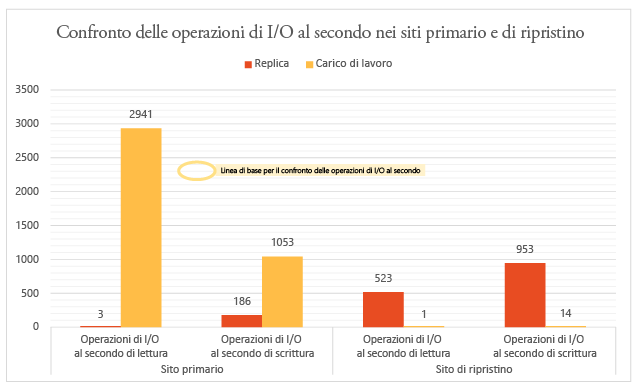 Confronto delle operazioni di I/O al secondo nei siti primario e di ripristino
Replica Carico di lavoro
3500
3000
2500
2000
1500
1000
500
0
2941
Linea di base per il confronto delle operazioni di I/O al secondo
1053
953
523
186
3
1
14
Operazioni di I/O
al secondo di lettura
Operazioni di I/O
al secondo di scrittura
Operazioni di I/O
al secondo di lettura
Operazioni di I/O
al secondo di scrittura
Sito primario
Sito di ripristino